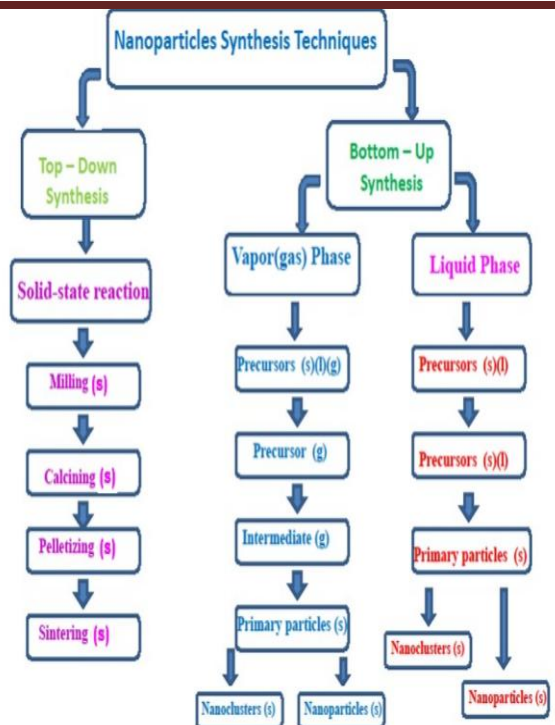 Nanoparticles Synthesis Techniques
Top – Down
Synthesis
Solid-state reaction
Milling (s)
Calcining (s)
Pelletizing (s)
Sintering (s)
Bottom – Up
Synthesis
Vapor(gas) Phase
Precursors (s)(l)(g)
Precursor (g)
Intermediate (g)
Primary particles (s)
Nanoclusters (s)
Nanoparticles (s)
Liquid Phase
Precursors (s)(l)
Precursors (s)(l)
Primary particles (s)
Nanoclusters (s)
Nanoparticles (s)